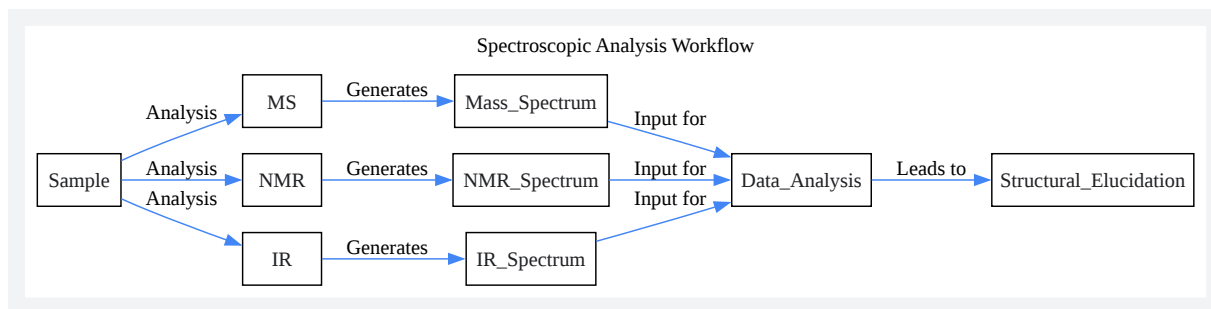 Spectroscopic Analysis Workflow
Analysis
MS
Generates
Mass_Spectrum
Input for
Sample
Analysis
NMR
Generates
NMR_Spectrum
Input for
Data_Analysis
Leads to
Structural_Elucidation
Analysis
IR
Generates
IR_Spectrum
Input for